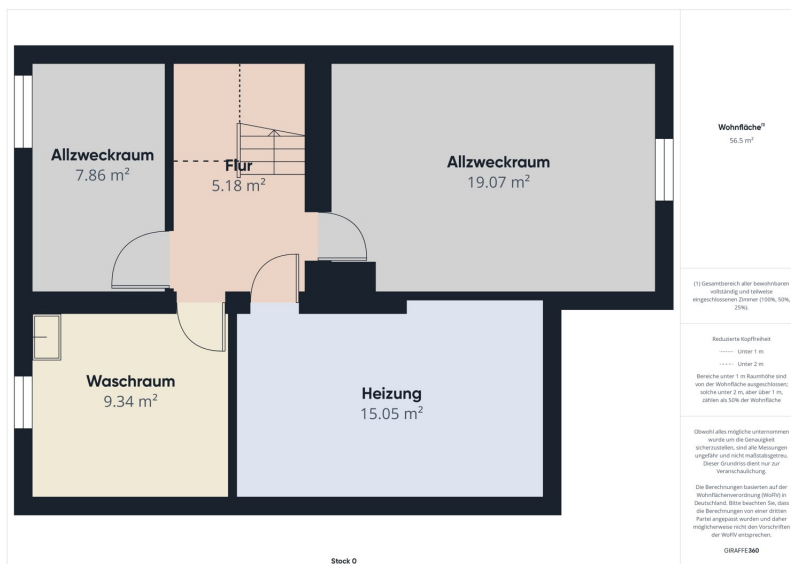 Allzweckraum
7.86 m²
Flur
5.18 m²
Allzweckraum
19.07 m²
Waschraum
9.34 m²
Heizung
15.05 m²
Stock 0
Wohnfläche⁽¹⁾
56.5 m²
(1) Gesamtbereich aller bewohnbaren
vollständig und teilweise
eingeschlossenen Zimmer (100%, 50%,
25%).
Reduzierte Kopffreiheit
Unter 1 m
Unter 2 m
Bereiche unter 1 m Raumhöhe sind
von der Wohnfläche ausgeschlossen;
solche unter 2 m, aber über 1 m,
zählen als 50% der Wohnfläche
Obwohl alles mögliche unternommen
wurde um die Genauigkeit
sicherzustellen, sind alle Messungen
ungefähr und nicht maßstabsgetreu.
Dieser Grundriss dient nur zur
Veranschaulichung.
Die Berechnungen basierten auf der
Wohnflächenverordnung (WoFlV) in
Deutschland. Bitte beachten Sie, dass
die Berechnungen von einer dritten
Partei angepasst wurden und daher
möglicherweise nicht den Vorschriften
der WoFlV entsprechen.
GIRAFFE360